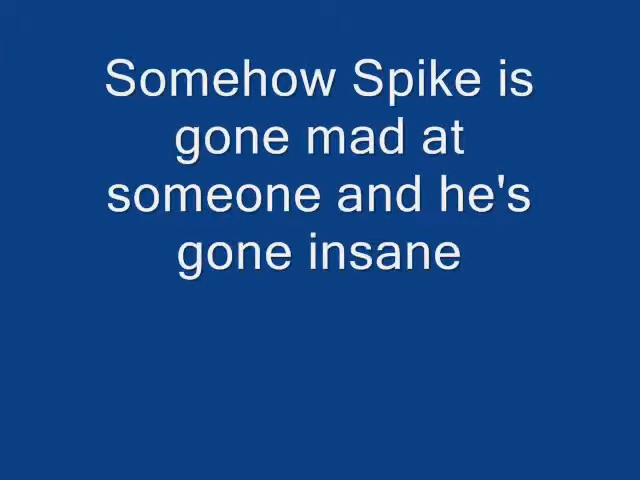 Somehow Spike is
gone mad at
someone and he's
gone insane